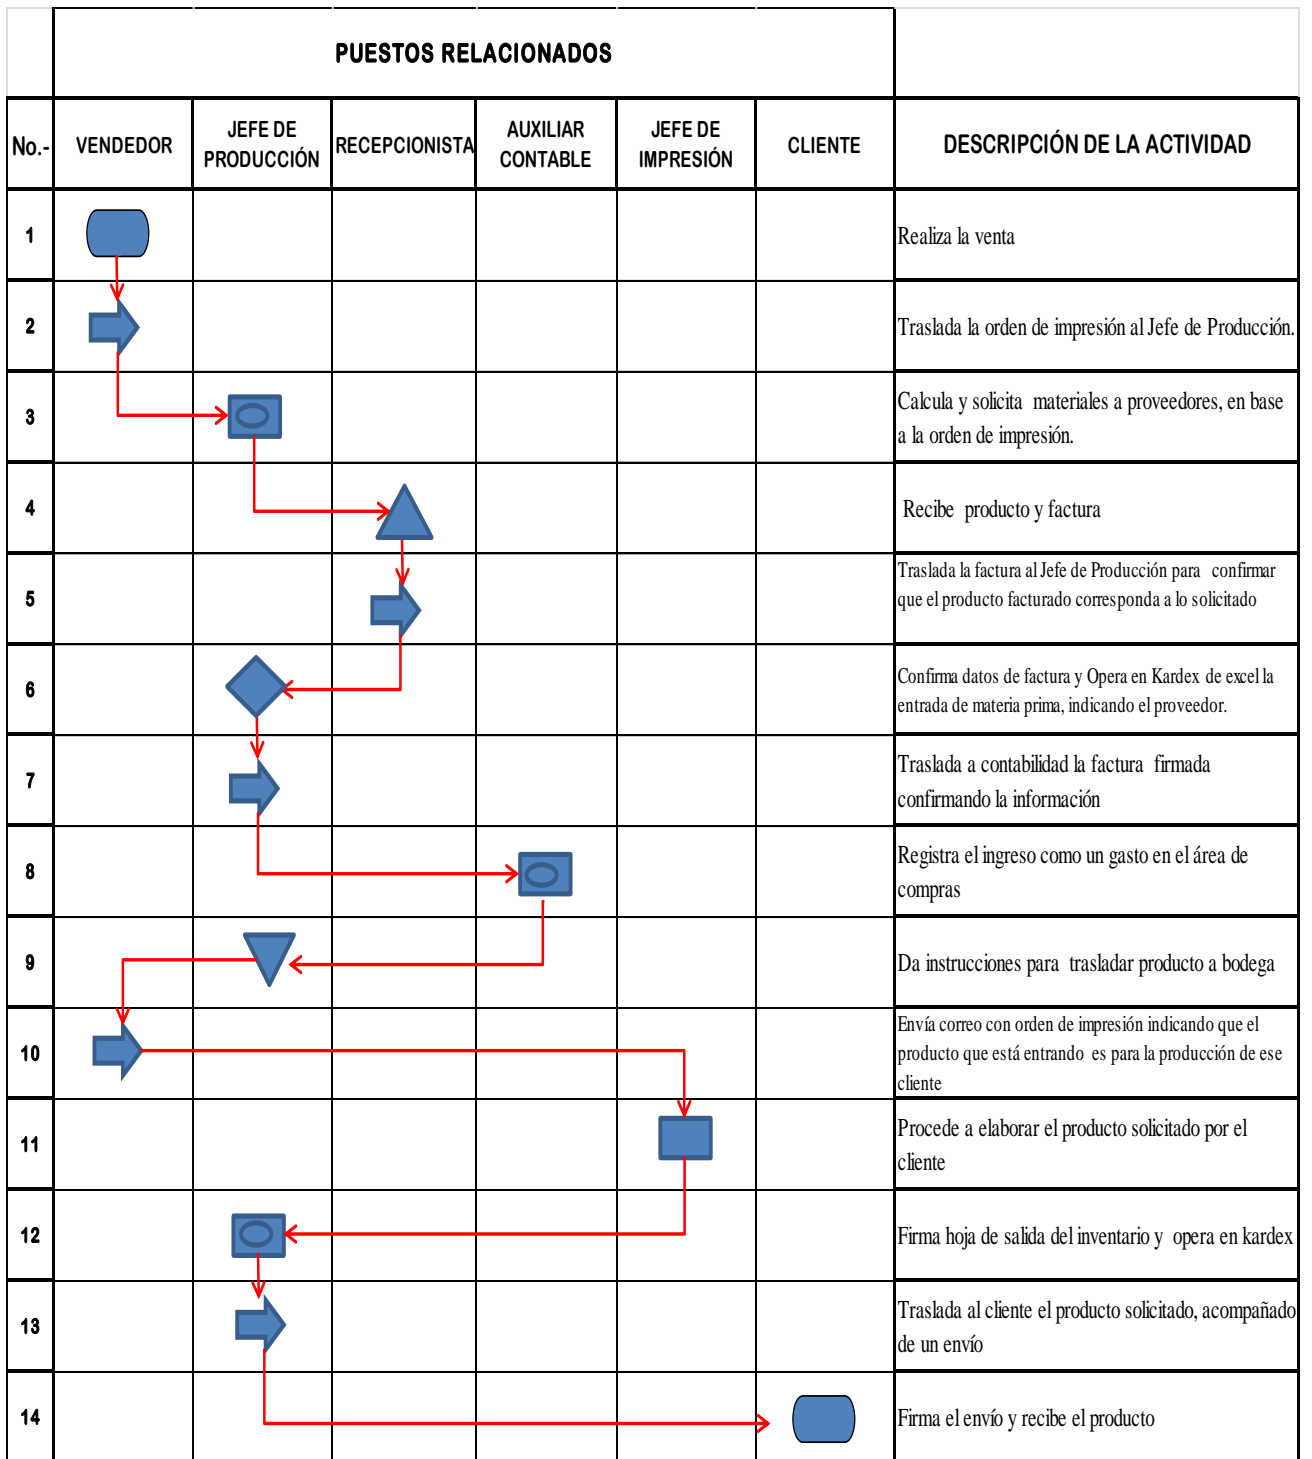 PUESTOS RELACIONADOS
No.-
VENDEDOR
JEFE DE
PRODUCCIÓN
RECEPCIONISTA
AUXILIAR
CONTABLE
JEFE DE
IMPRESIÓN
CLIENTE
DESCRIPCIÓN DE LA ACTIVIDAD
1
Realiza la venta
2
Traslada la orden de impresión al Jefe de Producción.
3
Calcula y solicita materiales a proveedores, en base
a la orden de impresión.
4
Recibe producto y factura
5
Traslada la factura al Jefe de Producción para confirmar
que el producto facturado corresponda a lo solicitado
6
Confirma datos de factura y Opera en Kardex de excel la
entrada de materia prima, indicando el proveedor.
7
Traslada a contabilidad la factura firmada
confirmando la información
8
Registra el ingreso como un gasto en el área de
compras
9
Da instrucciones para trasladar producto a bodega
10
Envía correo con orden de impresión indicando que el
producto que está entrando es para la producción de ese
cliente
11
Procede a elaborar el producto solicitado por el
cliente
12
Firma hoja de salida del inventario y opera en kardex
13
Traslada al cliente el producto solicitado, acompañado
de un envío
14
Firma el envío y recibe el producto